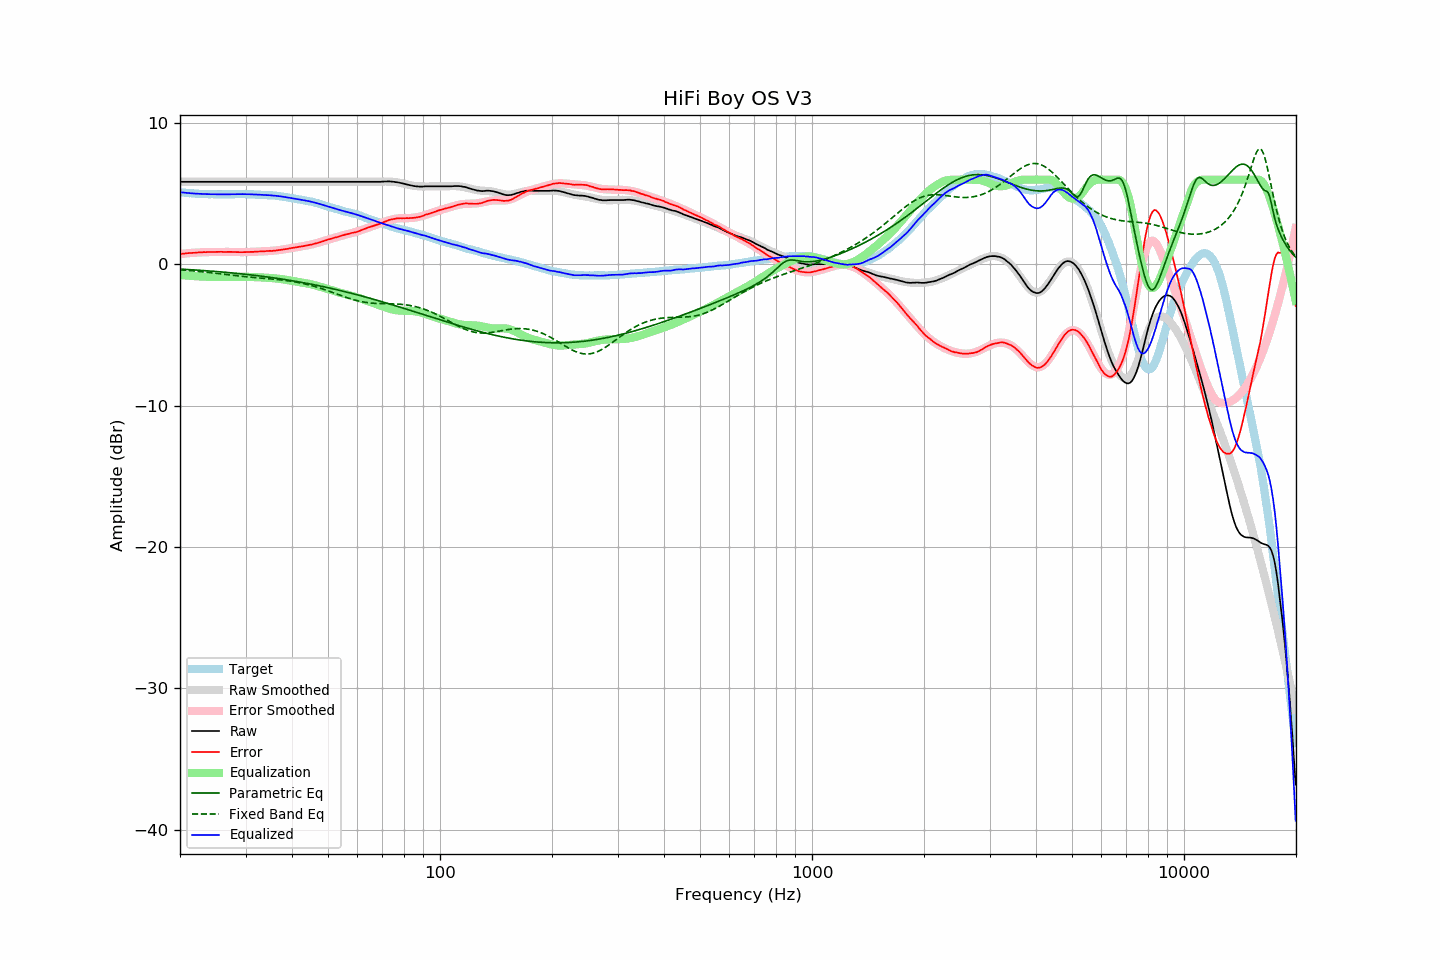 HiFi Boy OS V3
10
0
−10
−20
−30
−40
Amplitude (dBr)
Target
Raw Smoothed
Error Smoothed
Raw
Error
Equalization
Parametric Eq
Fixed Band Eq
Equalized
100
1000
10000
Frequency (Hz)